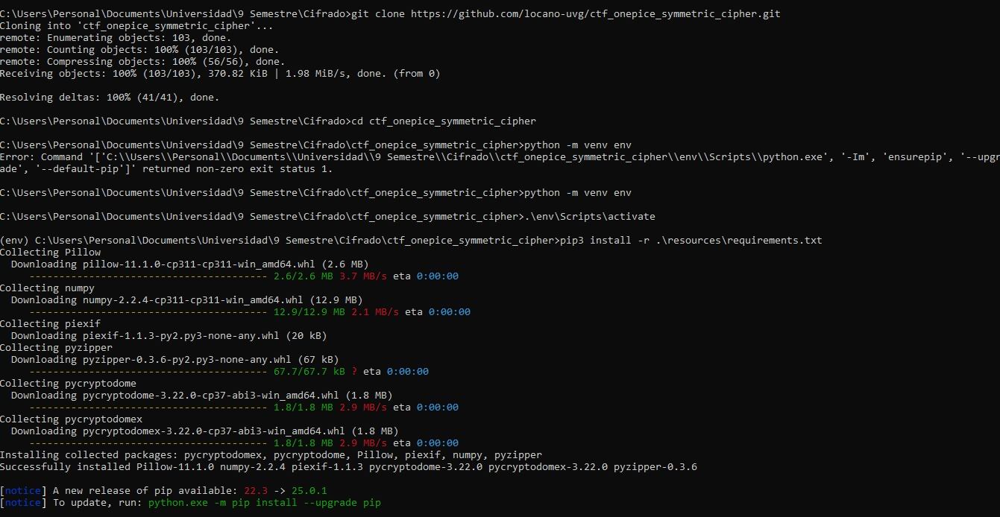 C:\Users\Personal\Documents\Universidad\9 Semestre\Cifrado>git clone https://github.com/locano-uvg/ctf_onepice_symmetric_cipher.git
Cloning into 'ctf_onepice_symmetric_cipher'...
remote: Enumerating objects: 103, done.
remote: Counting objects: 100% (103/103), done.
remote: Compressing objects: 100% (56/56), done.
Receiving objects: 100% (103/103), 370.82 KiB | 1.98 MiB/s, done. (from 0)
Resolving deltas: 100% (41/41), done.
C:\Users\Personal\Documents\Universidad\9 Semestre\Cifrado>cd ctf_onepice_symmetric_cipher
C:\Users\Personal\Documents\Universidad\9 Semestre\Cifrado\ctf_onepice_symmetric_cipher>python -m venv env
Error: Command '['C:\\Users\\Personal\\Documents\\Universidad\\9 Semestre\\Cifrado\\ctf_onepice_symmetric_cipher\\env\\Scripts\\python.exe', '-Im', 'ensurepip', '--upgr
ade', '--default-pip']' returned non-zero exit status 1.
C:\Users\Personal\Documents\Universidad\9 Semestre\Cifrado\ctf_onepice_symmetric_cipher>python -m venv env
C:\Users\Personal\Documents\Universidad\9 Semestre\Cifrado\ctf_onepice_symmetric_cipher>.\env\Scripts\activate
(env) C:\Users\Personal\Documents\Universidad\9 Semestre\Cifrado\ctf_onepice_symmetric_cipher>pip3 install -r .\resources\requirements.txt
Collecting Pillow
  Downloading pillow-11.1.0-cp311-cp311-win_amd64.whl (2.6 MB)
     ---------------------------------------- 2.6/2.6 MB 3.7 MB/s eta 0:00:00
Collecting numpy
  Downloading numpy-2.2.4-cp311-cp311-win_amd64.whl (12.9 MB)
     ---------------------------------------- 12.9/12.9 MB 2.1 MB/s eta 0:00:00
Collecting piexif
  Downloading piexif-1.1.3-py2.py3-none-any.whl (20 kB)
Collecting pyzipper
  Downloading pyzipper-0.3.6-py2.py3-none-any.whl (67 kB)
     ---------------------------------------- 67.7/67.7 kB ? eta 0:00:00
Collecting pycryptodome
  Downloading pycryptodome-3.22.0-cp37-abi3-win_amd64.whl (1.8 MB)
     ---------------------------------------- 1.8/1.8 MB 2.9 MB/s eta 0:00:00
Collecting pycryptodomex
  Downloading pycryptodomex-3.22.0-cp37-abi3-win_amd64.whl (1.8 MB)
     ---------------------------------------- 1.8/1.8 MB 2.9 MB/s eta 0:00:00
Installing collected packages: pycryptodomex, pycryptodome, Pillow, piexif, numpy, pyzipper
Successfully installed Pillow-11.1.0 numpy-2.2.4 piexif-1.1.3 pycryptodome-3.22.0 pycryptodomex-3.22.0 pyzipper-0.3.6
[notice] A new release of pip available: 22.3 -> 25.0.1
[notice] To update, run: python.exe -m pip install --upgrade pip